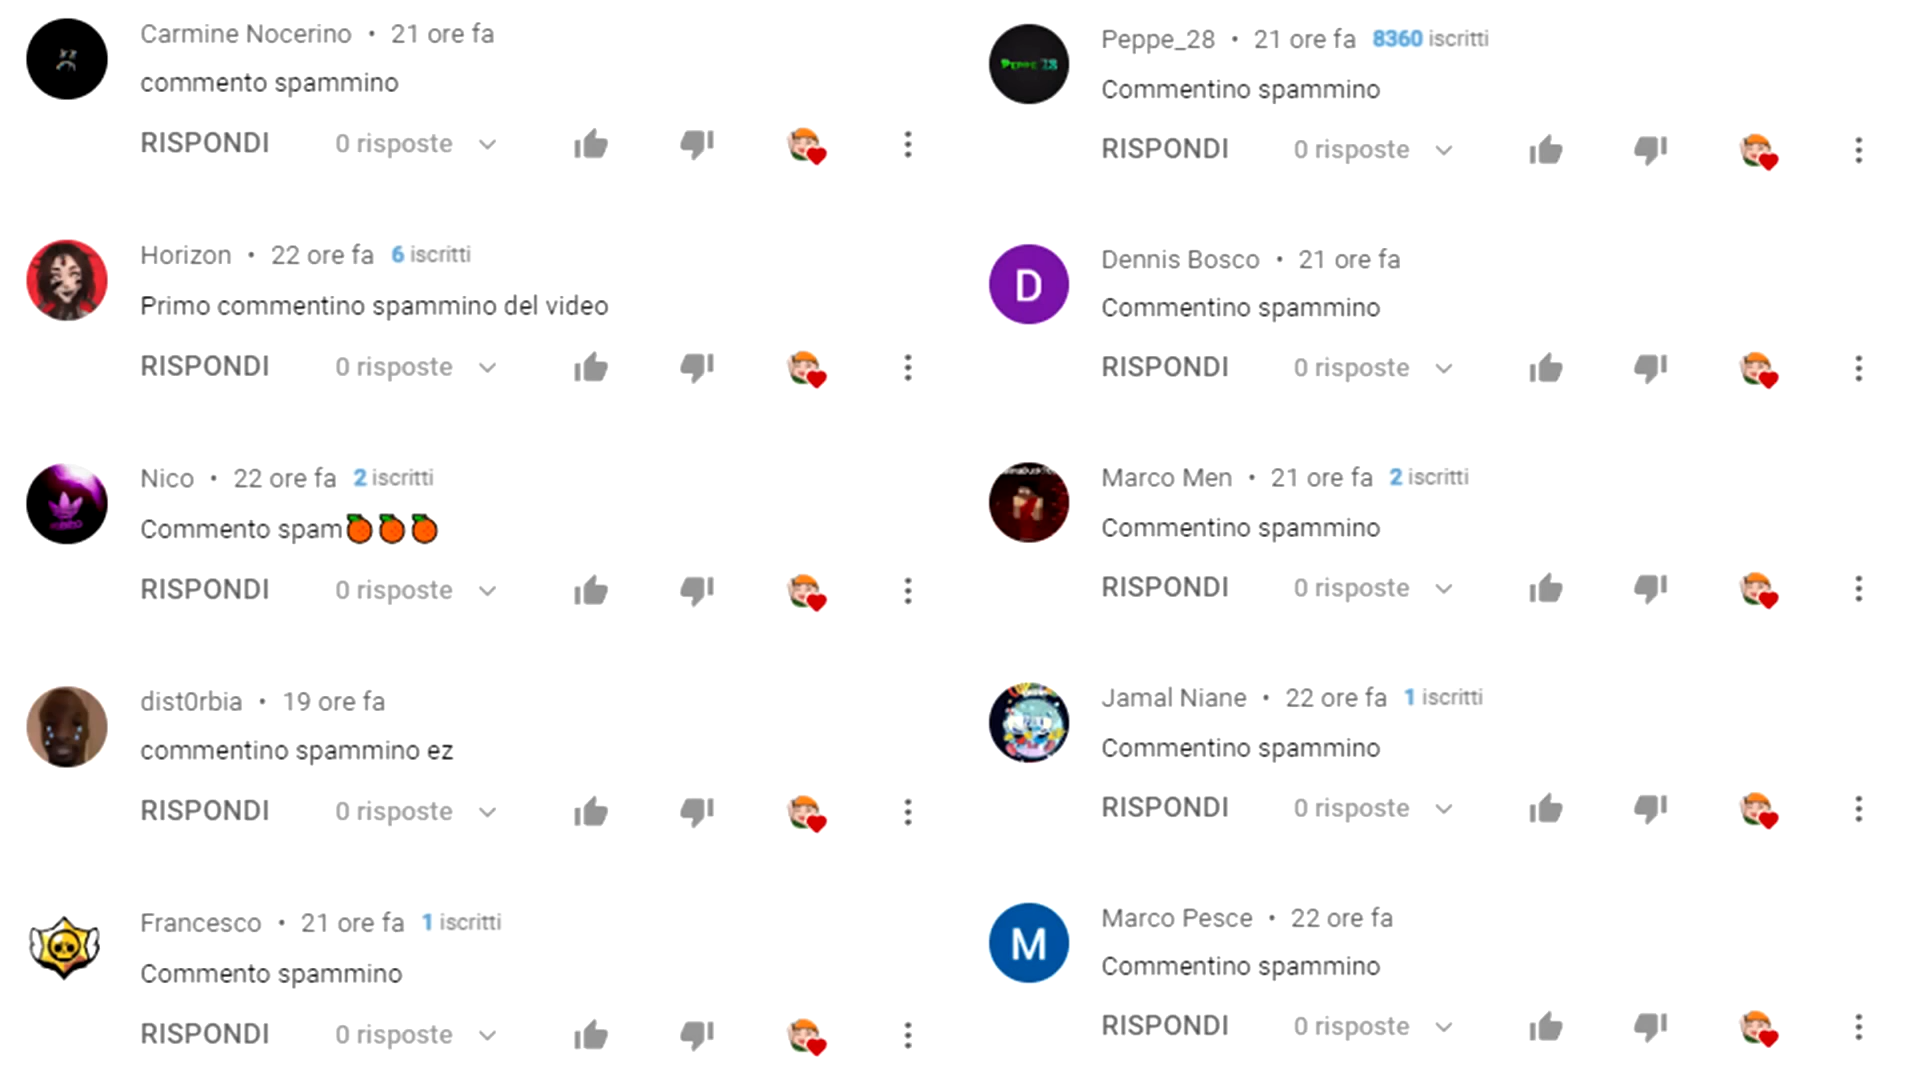 Carmine Nocerino • 21 ore fa
commento spammino
RISPONDI 0 risposte
Horizon • 22 ore fa 6 iscritti
Primo commentino spammino del video
RISPONDI 0 risposte
Nico • 22 ore fa 2 iscritti
Commento spam🍊🍊🍊
RISPONDI 0 risposte
dist0rbia • 19 ore fa
commentino spammino ez
RISPONDI 0 risposte
Francesco • 21 ore fa 1 iscritti
Commento spammino
RISPONDI 0 risposte
PEPPE 28
Peppe_28 • 21 ore fa 8360 iscritti
Commentino spammino
RISPONDI 0 risposte
D
Dennis Bosco • 21 ore fa
Commentino spammino
RISPONDI 0 risposte
Marco Men • 21 ore fa 2 iscritti
Commentino spammino
RISPONDI 0 risposte
Jamal Niane • 22 ore fa 1 iscritti
Commentino spammino
RISPONDI 0 risposte
M
Marco Pesce • 22 ore fa
Commentino spammino
RISPONDI 0 risposte